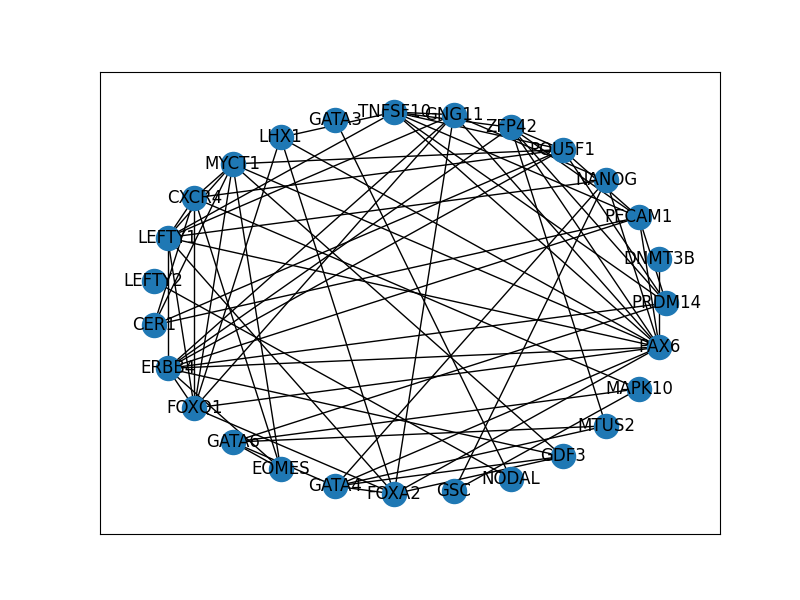 TNFSF10
GNG11
GATA3
ZFP42
LHX1
POU5F1
MYCT1
NANOG
CXCR4
PECAM1
LEFTY1
DNMT3B
LEFTY2
PRDM14
CER1
PAX6
ERBB4
MAPK10
FOXO1
MTUS2
GATA6
GDF3
EOMES
NODAL
GATA4
GSC
FOXA2